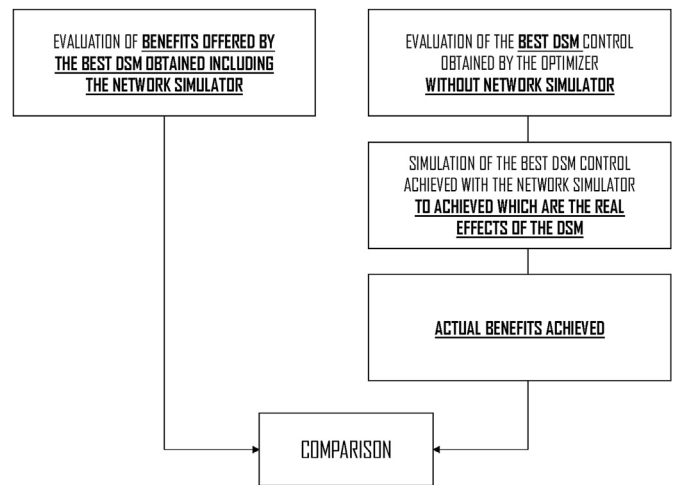 EVALUATION OF BENEFITS OFFERED BY
THE BEST DSM OBTAINED INCLUDING
THE NETWORK SIMULATOR
EVALUATION OF THE BEST DSM CONTROL
OBTAINED BY THE OPTIMIZER
WITHOUT NETWORK SIMULATOR
SIMULATION OF THE BEST DSM CONTROL
ACHIEVED WITH THE NETWORK SIMULATOR
TO ACHIEVED WHICH ARE THE REAL
EFFECTS OF THE DSM
ACTUAL BENEFITS ACHIEVED
COMPARISON